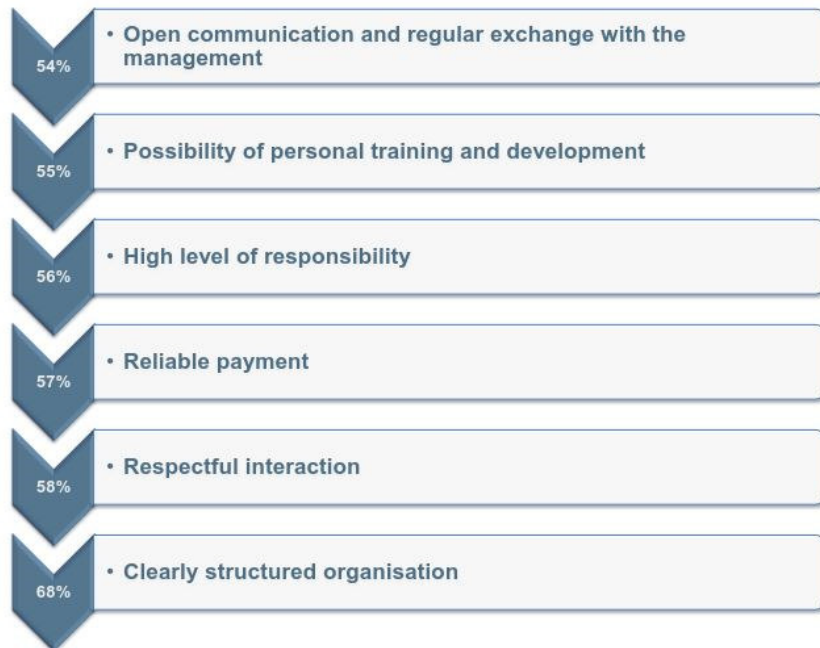 • Open communication and regular exchange with the
management
54%
• Possibility of personal training and development
55%
• High level of responsibility
56%
• Reliable payment
57%
• Respectful interaction
58%
• Clearly structured organisation
68%